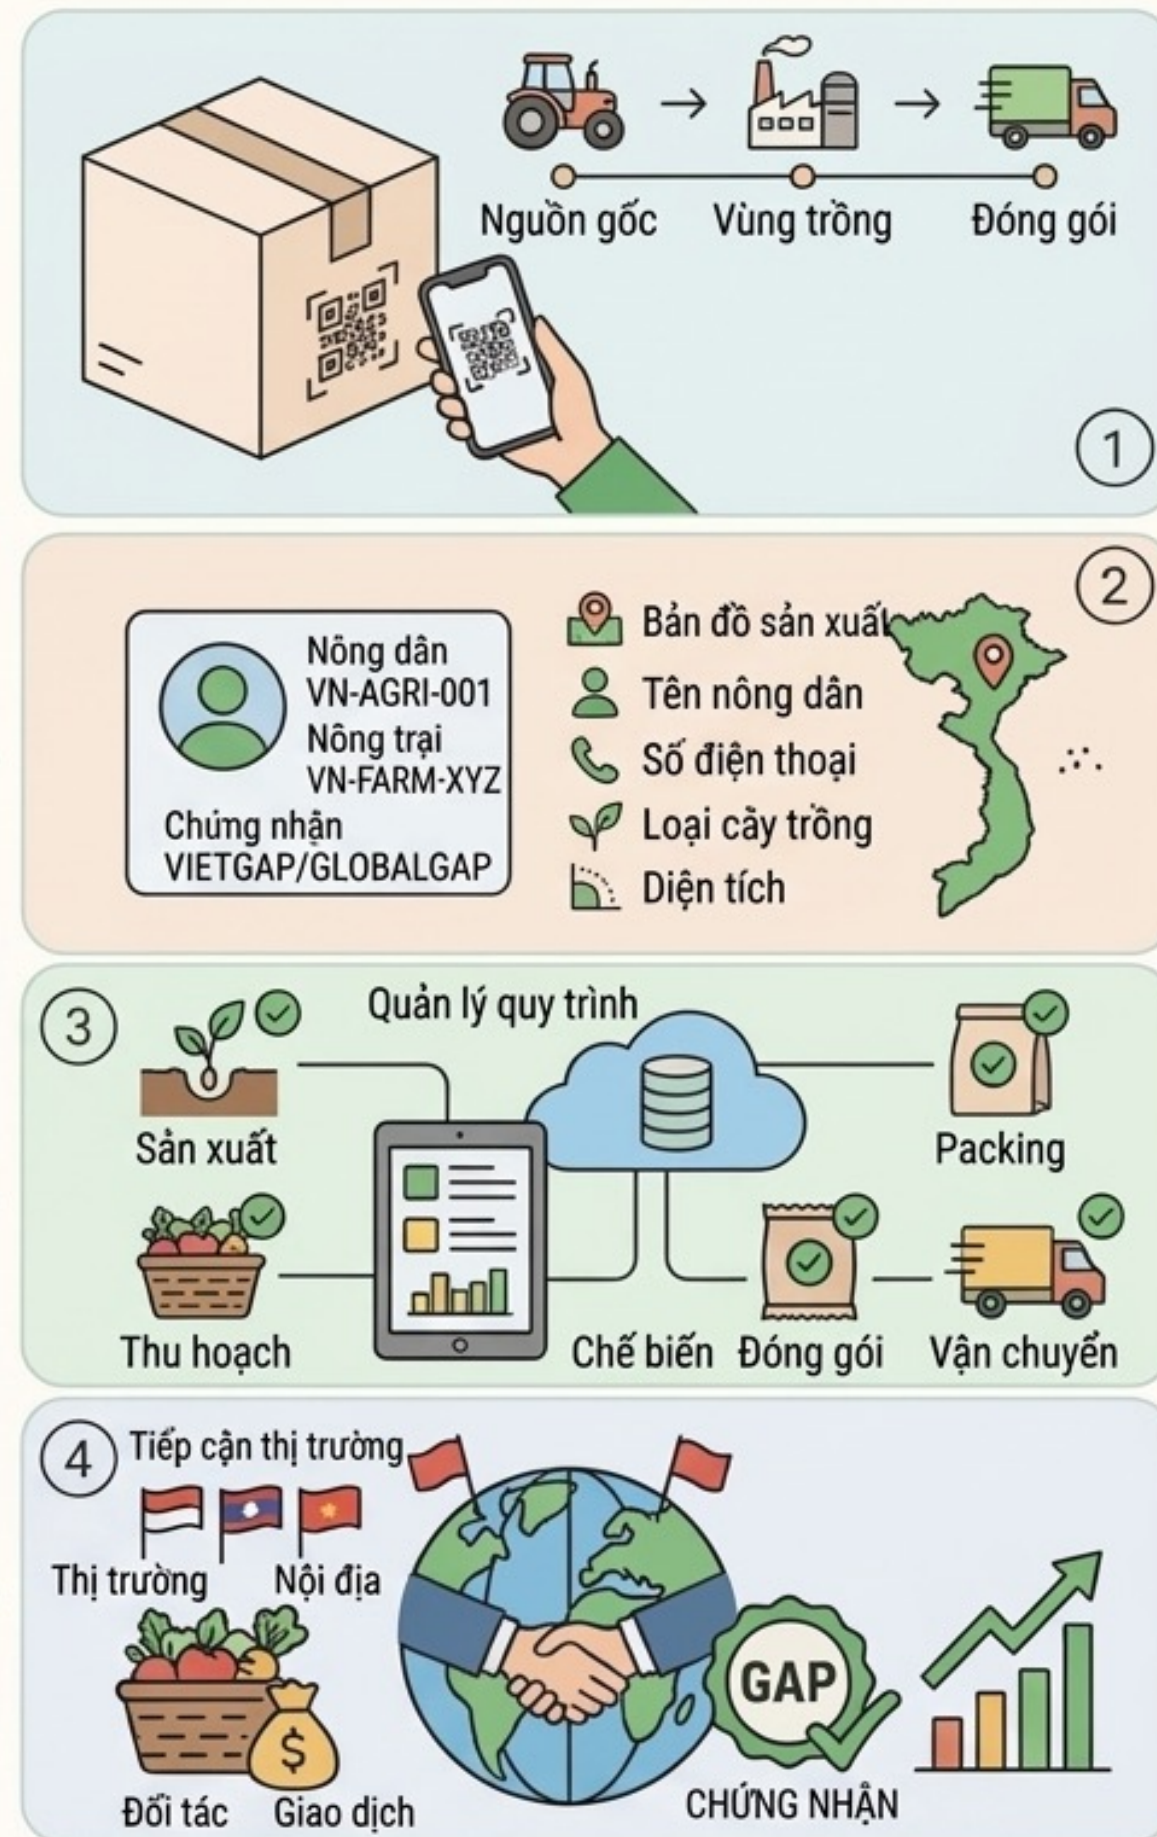 Nguồn gốc
Vùng trồng
Đóng gói
1
2
Nông dân
VN-AGRI-001
Nông trại
VN-FARM-XYZ
Chứng nhận
VIETGAP/GLOBALGAP
Bản đồ sản xuất
Tên nông dân
Số điện thoại
Loại cây trồng
Diện tích
3
Quản lý quy trình
Sản xuất
Packing
Thu hoạch
Chế biến
Đóng gói
Vận chuyển
4
Tiếp cận thị trường
Thị trường
Nội địa
$
Đối tác
Giao dịch
GAP
CHỨNG NHẬN